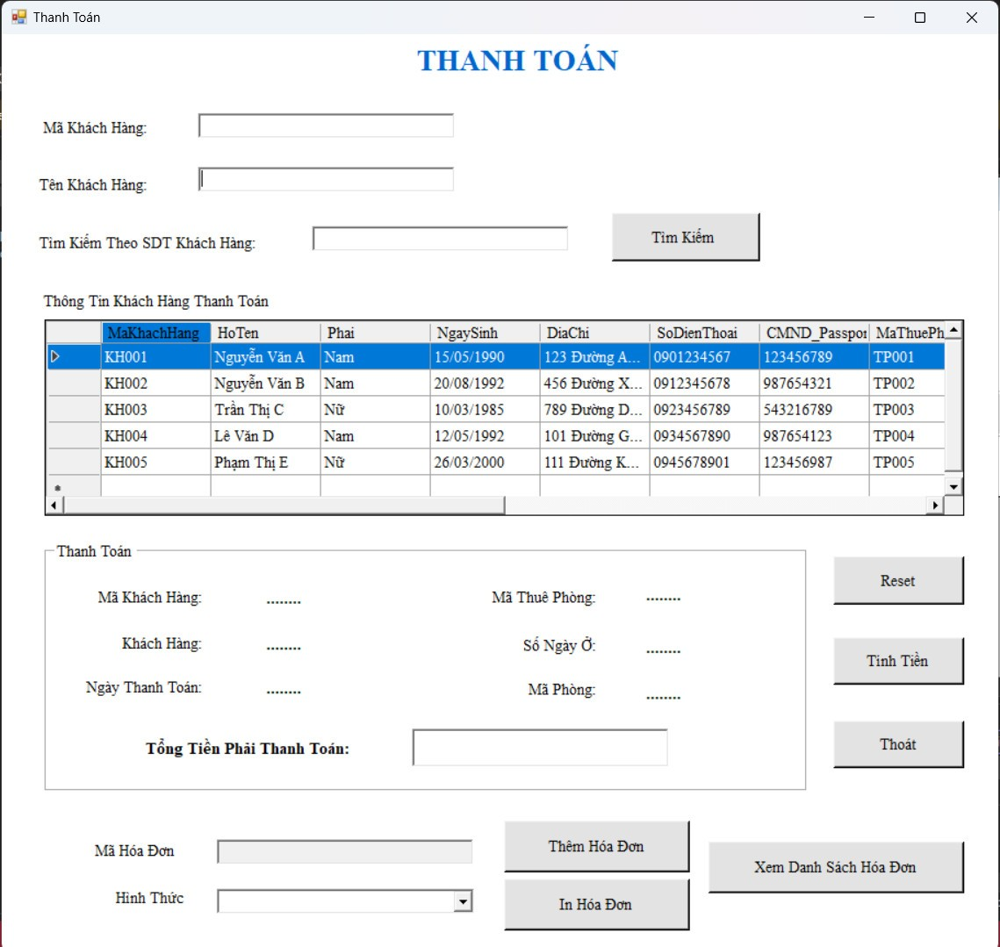 Thanh Toán
THANH TOÁN
Mã Khách Hàng:
Tên Khách Hàng:
Tìm Kiếm Theo SDT Khách Hàng:
Tìm Kiếm
Thông Tin Khách Hàng Thanh Toán
MaKhachHang HoTen Phai NgaySinh DiaChi SoDienThoai CMND_Passpor MaThuePh
KH001 Nguyễn Văn A Nam 15/05/1990 123 Đường A... 0901234567 123456789 TP001
KH002 Nguyễn Văn B Nam 20/08/1992 456 Đường X... 0912345678 987654321 TP002
KH003 Trần Thị C Nữ 10/03/1985 789 Đường D... 0923456789 543216789 TP003
KH004 Lê Văn D Nam 12/05/1992 101 Đường G... 0934567890 987654123 TP004
KH005 Phạm Thị E Nữ 26/03/2000 111 Đường K... 0945678901 123456987 TP005
Thanh Toán
Mã Khách Hàng: ........ Mã Thuê Phòng: ........
Khách Hàng: ........ Số Ngày Ở: ........
Ngày Thanh Toán: ........ Mã Phòng: ........
Tổng Tiền Phải Thanh Toán:
Reset
Tính Tiền
Thoát
Mã Hóa Đơn
Hình Thức
Thêm Hóa Đơn
In Hóa Đơn
Xem Danh Sách Hóa Đơn